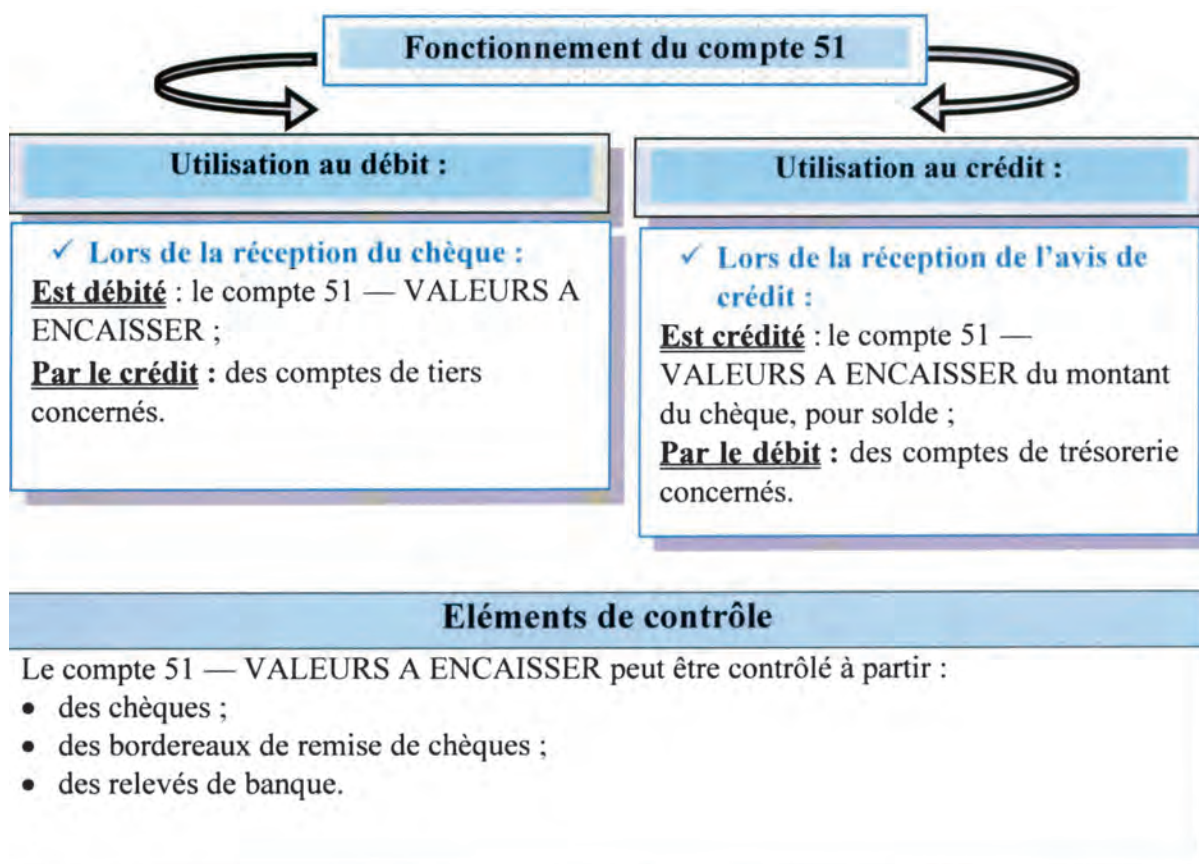 Fonctionnement du compte 51
Utilisation au débit :
✓ Lors de la réception du chèque :
Est débité : le compte 51 — VALEURS A
ENCAISSER ;
Par le crédit : des comptes de tiers
concernés.
Utilisation au crédit :
✓ Lors de la réception de l'avis de
crédit :
Est crédité : le compte 51 —
VALEURS A ENCAISSER du montant
du chèque, pour solde ;
Par le débit : des comptes de trésorerie
concernés.
Eléments de contrôle
Le compte 51 — VALEURS A ENCAISSER peut être contrôlé à partir :
• des chèques ;
• des bordereaux de remise de chèques ;
• des relevés de banque.